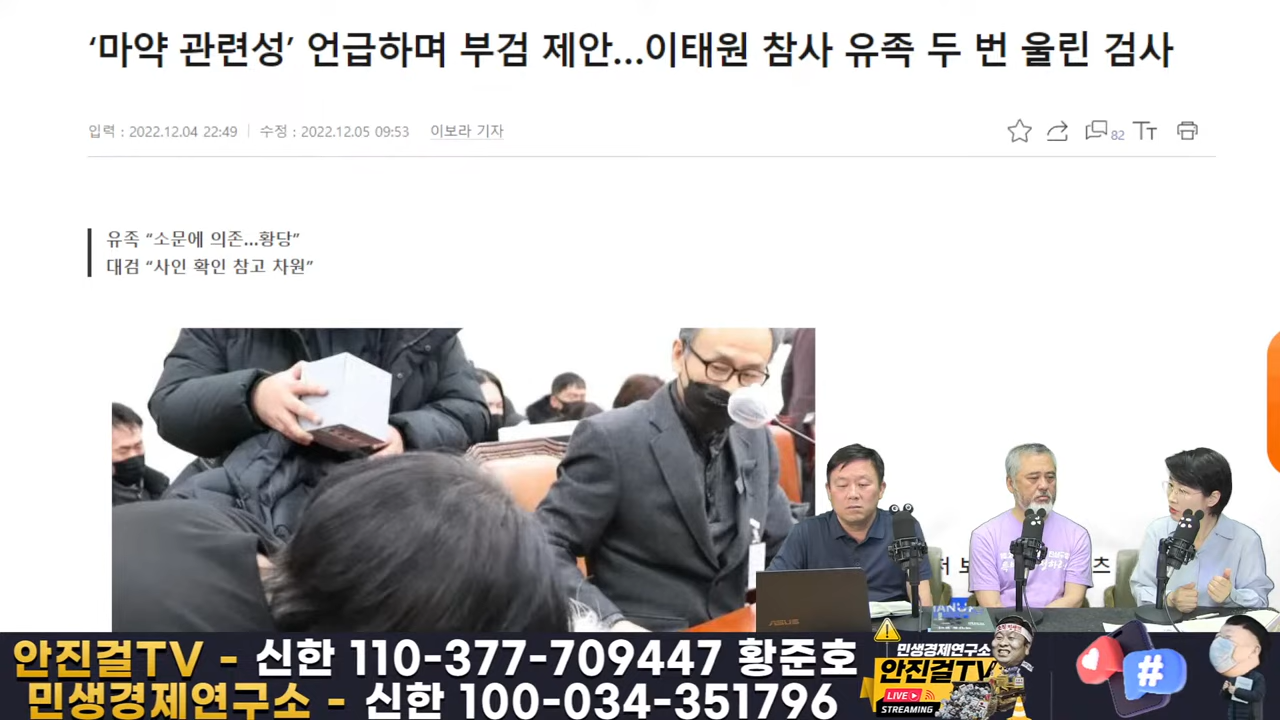 ‘마약 관련성’ 언급하며 부검 제안...이태원 참사 유족 두 번 울린 검사
입력 : 2022.12.04 22:49 수정 : 2022.12.05 09:53 이보라 기자
82 TT
유족 “소문에 의존...황당”
대검 “사인 확인 참고 차원”
ASUS
안진걸TV - 신한 110-377-709447 황준호
민생경제연구소 - 신한 100-034-351796
민생경제연구소
안진걸TV
LIVE
STREAMING
#